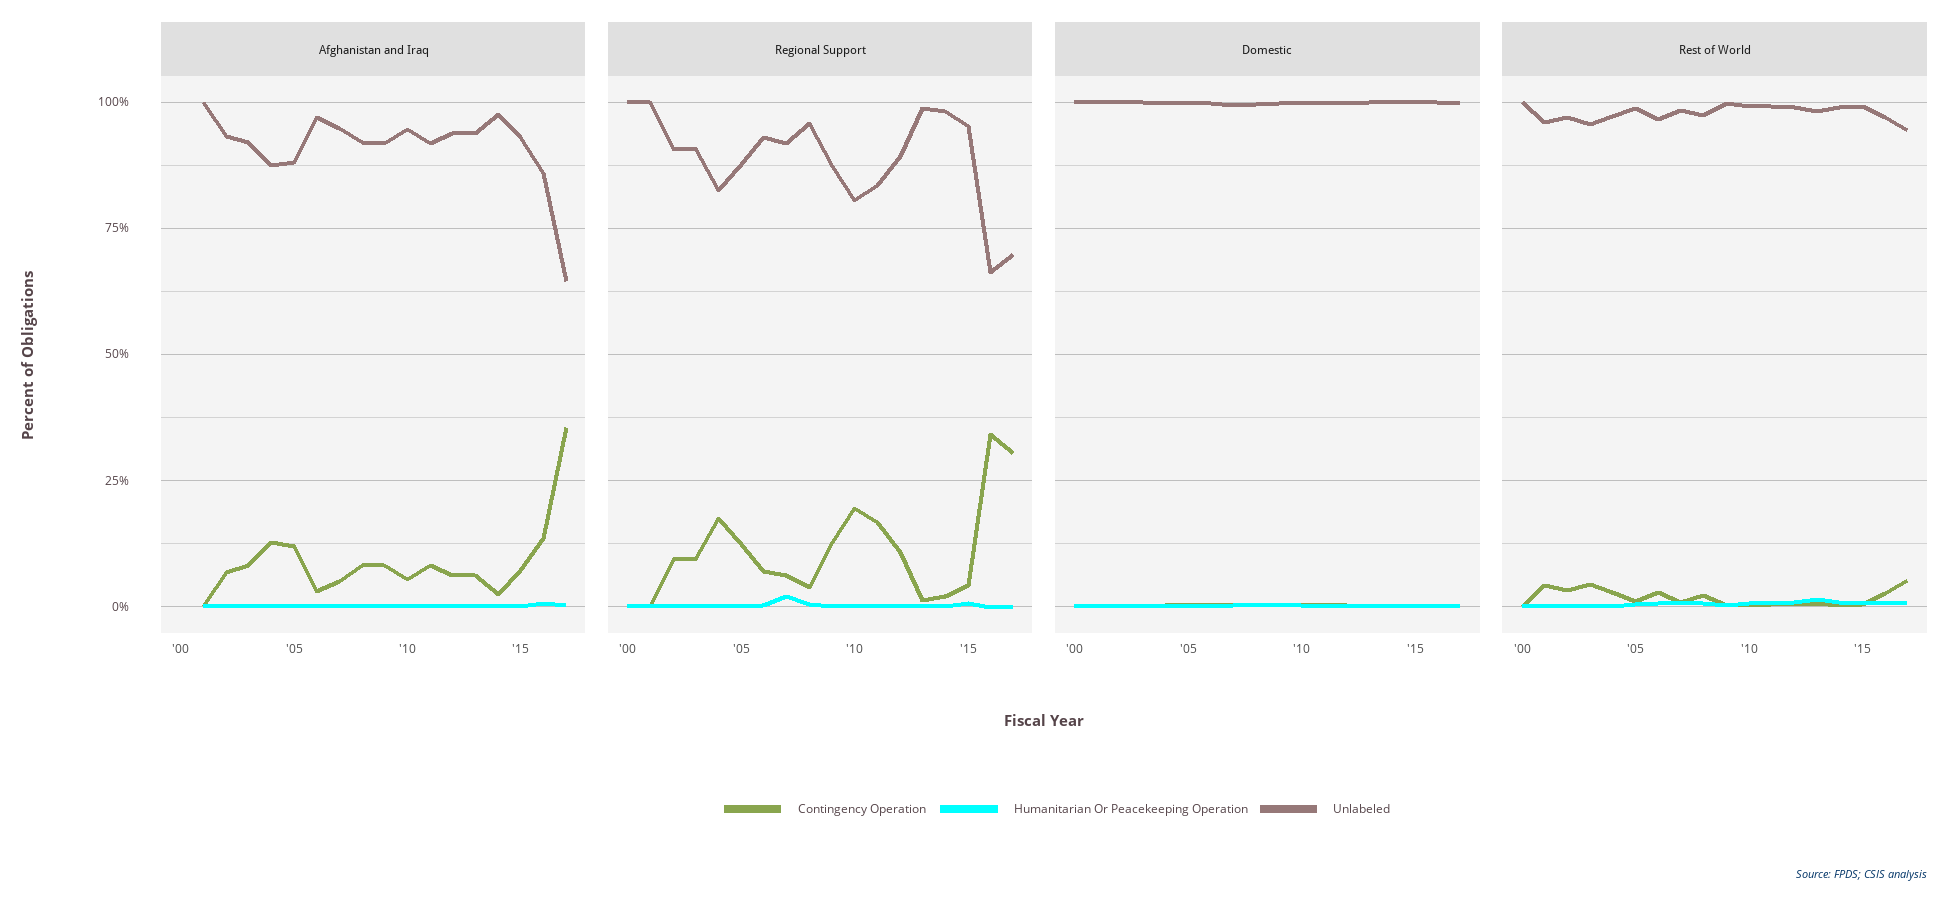 Afghanistan and Iraq
Regional Support
Domestic
Rest of World
Percent of Obligations
100%
75%
50%
25%
0%
'00 '05 '10 '15
'00 '05 '10 '15
'00 '05 '10 '15
'00 '05 '10 '15
Fiscal Year
Contingency Operation
Humanitarian Or Peacekeeping Operation
Unlabeled
Source: FPDS; CSIS analysis